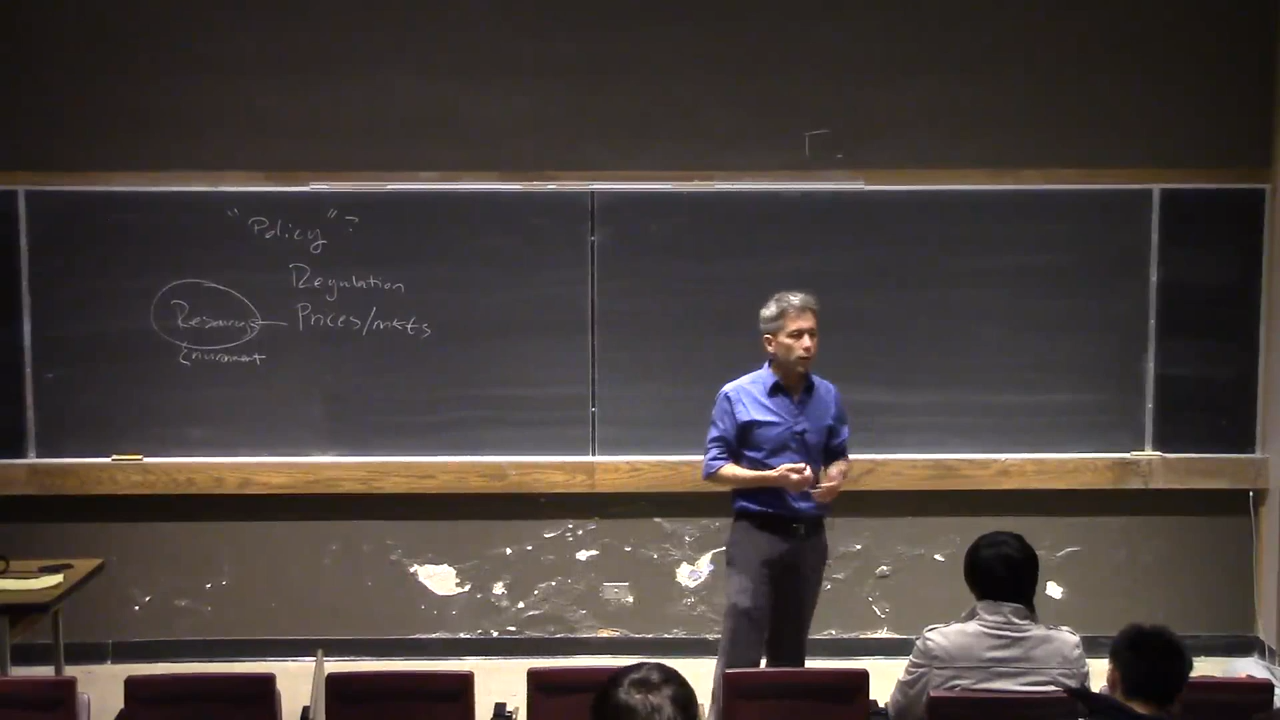 "Policy"?
Regulation
Resources — Prices/mkts
Environment